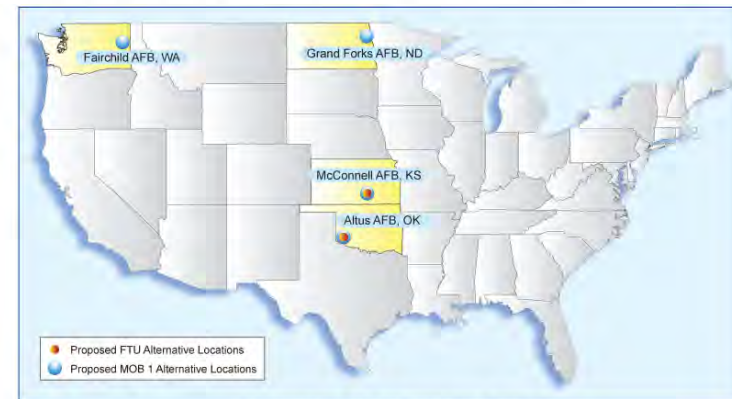 Fairchild AFB, WA
Grand Forks AFB, ND
McConnell AFB, KS
Altus AFB, OK
Proposed FTU Alternative Locations
Proposed MOB 1 Alternative Locations